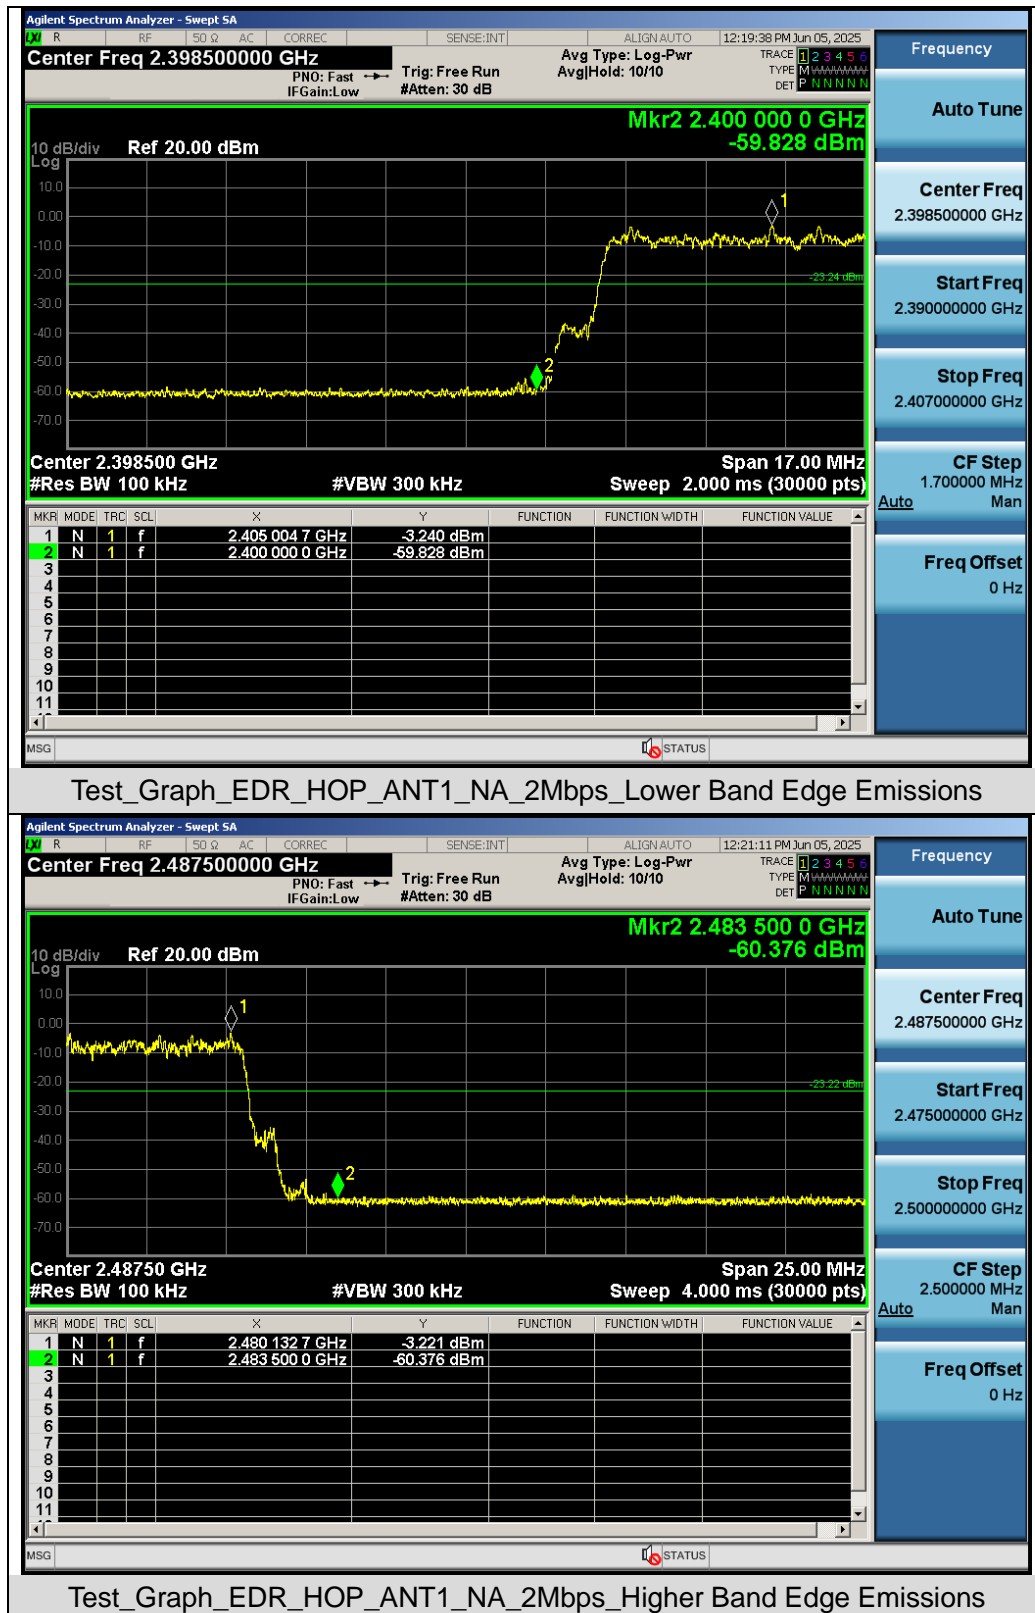 Agilent Spectrum Analyzer - Swept SA
LXI R RF 50 Ω AC CORREC SENSE:INT ALIGN AUTO 12:19:38 PM Jun 05, 2025
Center Freq 2.398500000 GHz
PNO: Fast IFGain:Low
Trig: Free Run #Atten: 30 dB
Avg Type: Log-Pwr Avg|Hold: 10/10
TRACE 1 2 3 4 5 6
TYPE M WWWWW
DET P N N N N N
Frequency
Auto Tune
Center Freq
2.398500000 GHz
Start Freq
2.390000000 GHz
Stop Freq
2.407000000 GHz
CF Step
1.700000 MHz
Auto Man
Freq Offset
0 Hz
Mkr2 2.400 000 0 GHz
-59.828 dBm
10 dB/div Ref 20.00 dBm
Log
10.0
0.00
-10.0
-20.0
-30.0
-40.0
-50.0
-60.0
-70.0
1
-23.24 dBm
2
Center 2.398500 GHz Span 17.00 MHz
#Res BW 100 kHz #VBW 300 kHz Sweep 2.000 ms (30000 pts)
MKR MODE TRC SCL X Y FUNCTION FUNCTION WIDTH FUNCTION VALUE
1 N 1 f 2.405 004 7 GHz -3.240 dBm
2 N 1 f 2.400 000 0 GHz -59.828 dBm
3
4
5
6
7
8
9
10
11
MSG STATUS
Test_Graph_EDR_HOP_ANT1_NA_2Mbps_Lower Band Edge Emissions
Agilent Spectrum Analyzer - Swept SA
LXI R RF 50 Ω AC CORREC SENSE:INT ALIGN AUTO 12:21:11 PM Jun 05, 2025
Center Freq 2.487500000 GHz
PNO: Fast IFGain:Low
Trig: Free Run #Atten: 30 dB
Avg Type: Log-Pwr Avg|Hold: 10/10
TRACE 1 2 3 4 5 6
TYPE M WWWWW
DET P N N N N N
Frequency
Auto Tune
Center Freq
2.487500000 GHz
Start Freq
2.475000000 GHz
Stop Freq
2.500000000 GHz
CF Step
2.500000 MHz
Auto Man
Freq Offset
0 Hz
Mkr2 2.483 500 0 GHz
-60.376 dBm
10 dB/div Ref 20.00 dBm
Log
10.0
0.00
-10.0
-20.0
-30.0
-40.0
-50.0
-60.0
-70.0
1
-23.22 dBm
2
Center 2.48750 GHz Span 25.00 MHz
#Res BW 100 kHz #VBW 300 kHz Sweep 4.000 ms (30000 pts)
MKR MODE TRC SCL X Y FUNCTION FUNCTION WIDTH FUNCTION VALUE
1 N 1 f 2.480 132 7 GHz -3.221 dBm
2 N 1 f 2.483 500 0 GHz -60.376 dBm
3
4
5
6
7
8
9
10
11
MSG STATUS
Test_Graph_EDR_HOP_ANT1_NA_2Mbps_Higher Band Edge Emissions